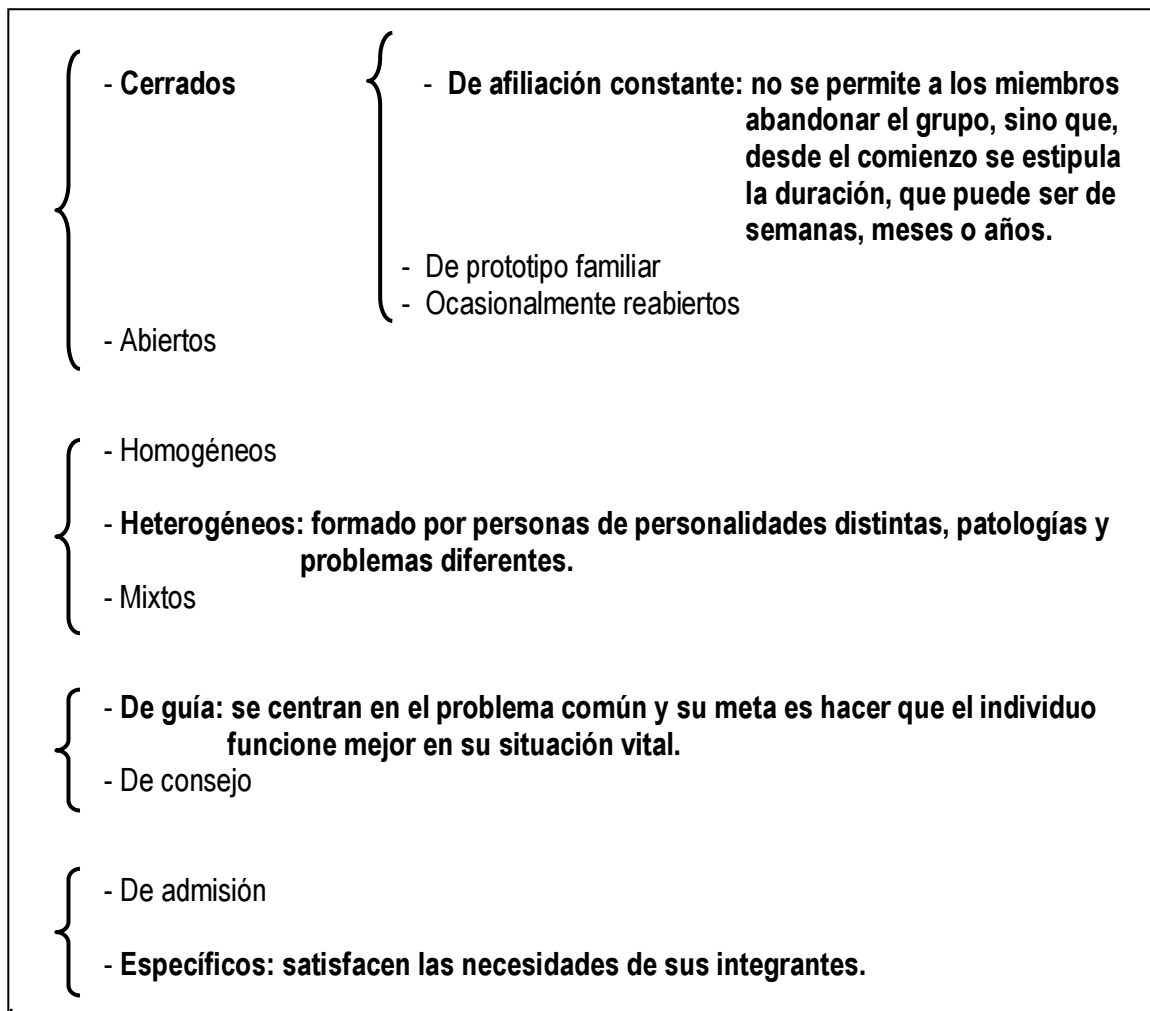 - Cerrados - De afiliación constante: no se permite a los miembros
abandonar el grupo, sino que,
desde el comienzo se estipula
la duración, que puede ser de
semanas, meses o años.
- De prototipo familiar
- Ocasionalmente reabiertos
- Abiertos
- Homogéneos
- Heterogéneos: formado por personas de personalidades distintas, patologías y
problemas diferentes.
- Mixtos
- De guía: se centran en el problema común y su meta es hacer que el individuo
funcione mejor en su situación vital.
- De consejo
- De admisión
- Específicos: satisfacen las necesidades de sus integrantes.